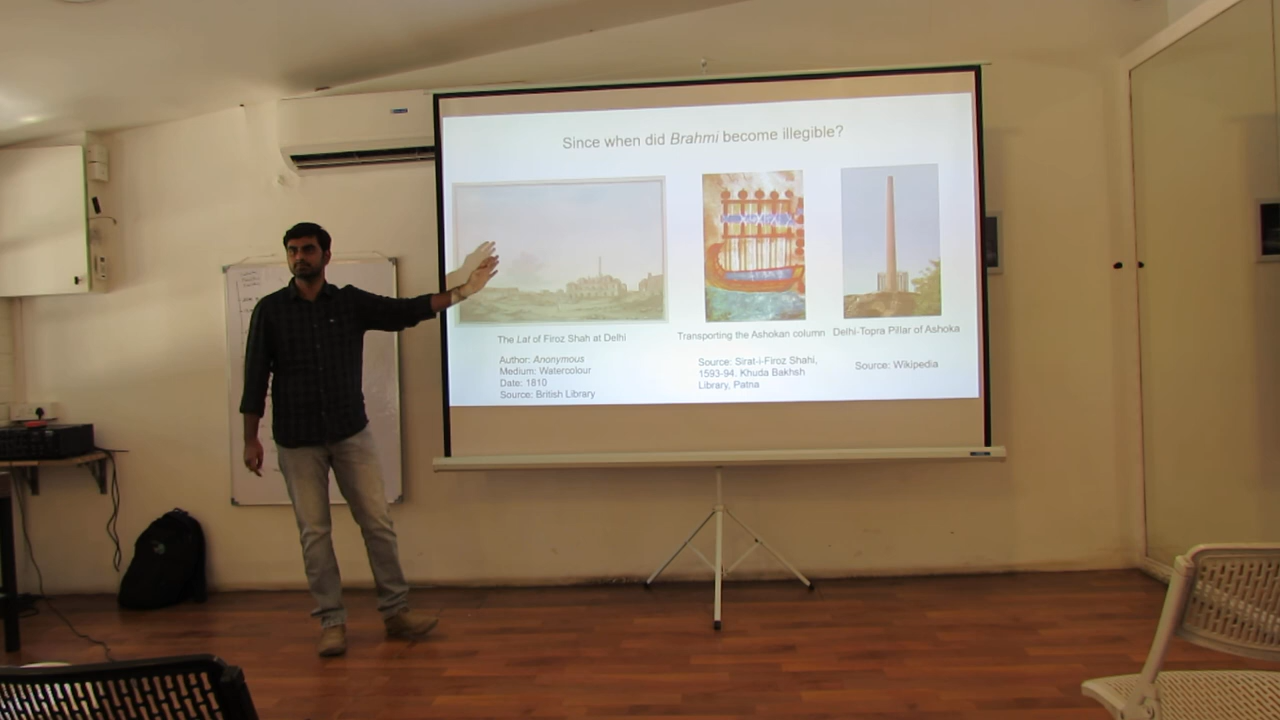 Since when did Brahmi become illegible?
The Lat of Firoz Shah at Delhi
Author: Anonymous
Medium: Watercolour
Date: 1810
Source: British Library
Transporting the Ashokan column
Source: Sirat-i-Firoz Shahi,
1593-94. Khuda Bakhsh
Library, Patna
Delhi-Topra Pillar of Ashoka
Source: Wikipedia